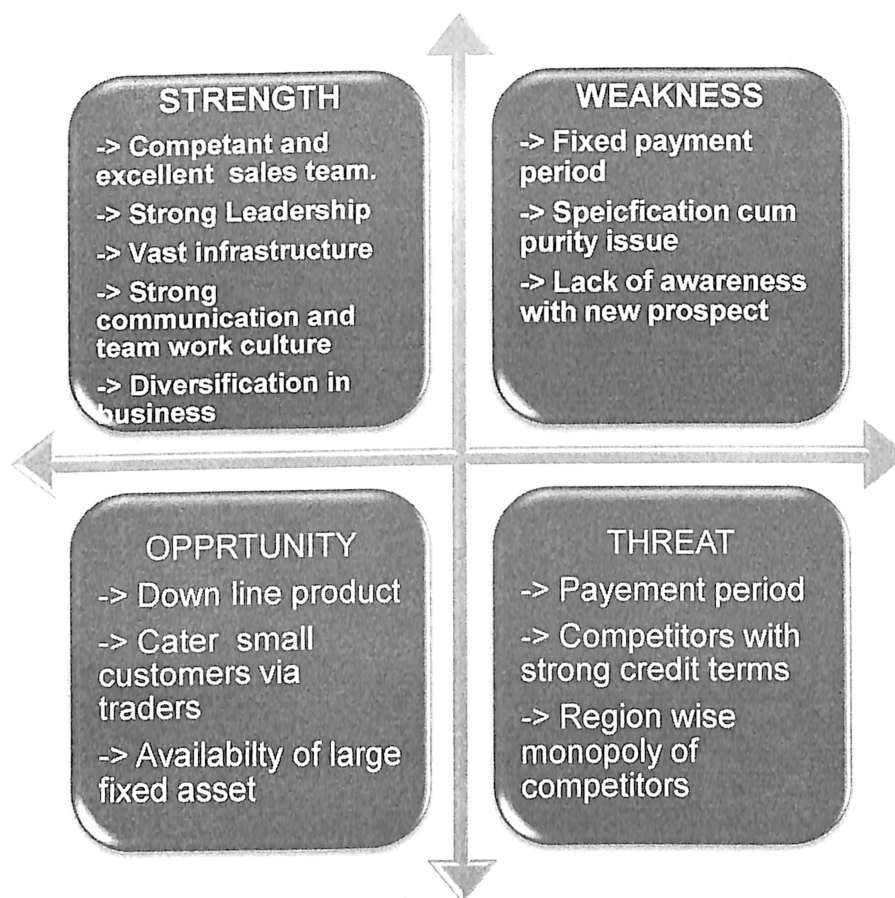 STRENGTH
-> Competant and
excellent sales team.
-> Strong Leadership
-> Vast infrastructure
-> Strong
communication and
team work culture
-> Diversification in
business
WEAKNESS
-> Fixed payment
period
-> Speicfication cum
purity issue
-> Lack of awareness
with new prospect
OPPRTUNITY
-> Down line product
-> Cater small
customers via
traders
-> Availabilty of large
fixed asset
THREAT
-> Payement period
-> Competitors with
strong credit terms
-> Region wise
monopoly of
competitors